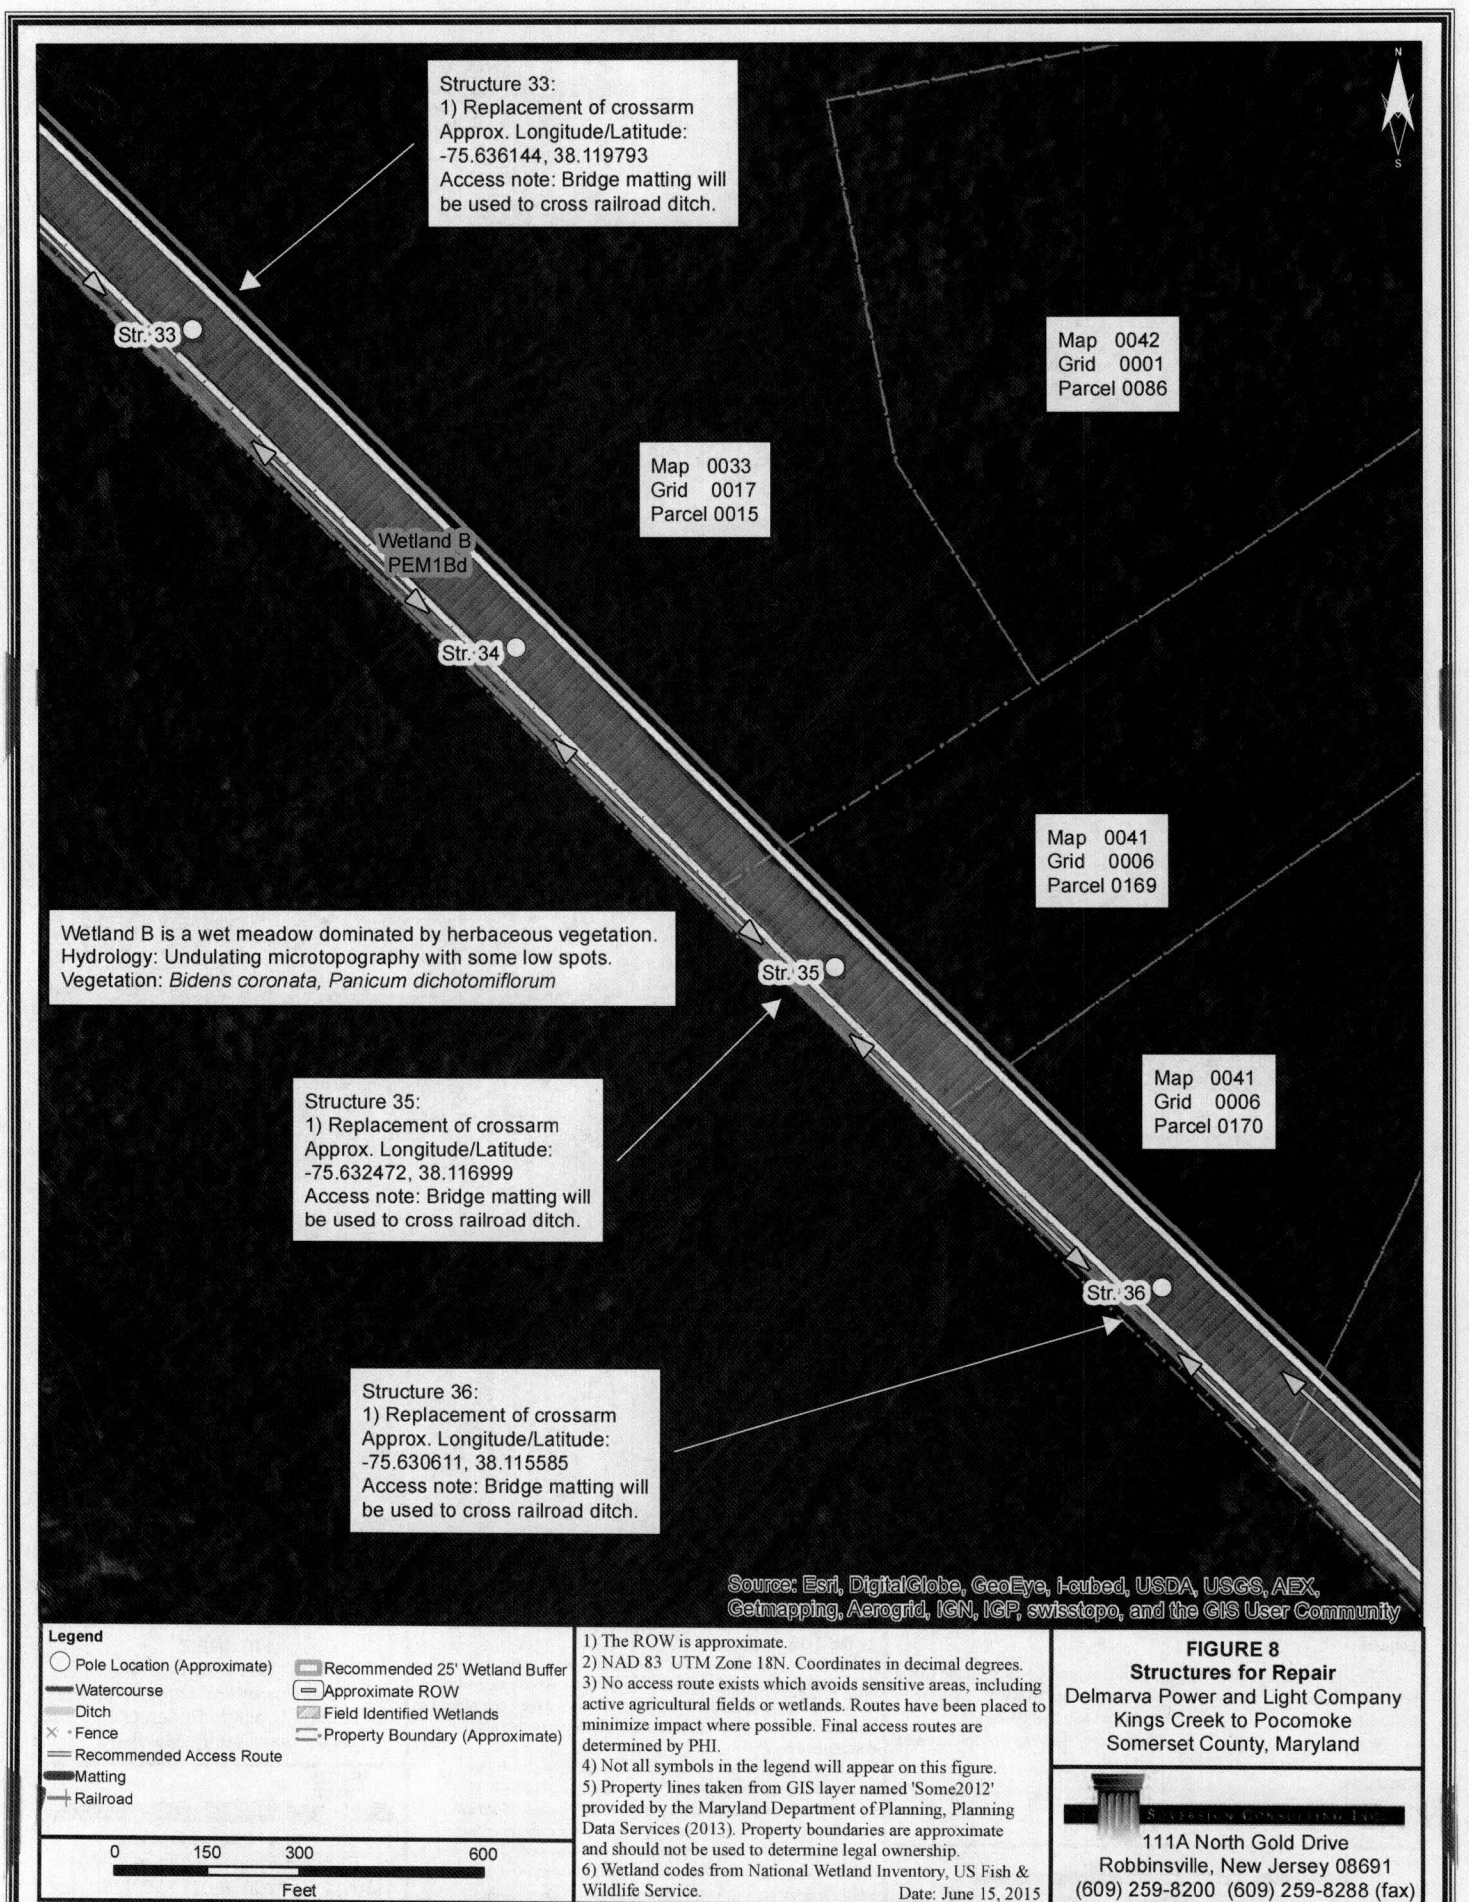 N
S
Structure 33:
1) Replacement of crossarm
Approx. Longitude/Latitude:
-75.636144, 38.119793
Access note: Bridge matting will
be used to cross railroad ditch.
Str. 33
Map 0042
Grid 0001
Parcel 0086
Map 0033
Grid 0017
Parcel 0015
Wetland B
PEM1Bd
Str. 34
Map 0041
Grid 0006
Parcel 0169
Wetland B is a wet meadow dominated by herbaceous vegetation.
Hydrology: Undulating microtopography with some low spots.
Vegetation: Bidens coronata, Panicum dichotomiflorum
Str. 35
Structure 35:
1) Replacement of crossarm
Approx. Longitude/Latitude:
-75.632472, 38.116999
Access note: Bridge matting will
be used to cross railroad ditch.
Map 0041
Grid 0006
Parcel 0170
Str. 36
Structure 36:
1) Replacement of crossarm
Approx. Longitude/Latitude:
-75.630611, 38.115585
Access note: Bridge matting will
be used to cross railroad ditch.
Source: Esri, DigitalGlobe, GeoEye, i-cubed, USDA, USGS, AEX,
Getmapping, Aerogrid, IGN, IGP, swisstopo, and the GIS User Community
Legend
Pole Location (Approximate)
Watercourse
Ditch
Fence
Recommended Access Route
Matting
Railroad
Recommended 25' Wetland Buffer
Approximate ROW
Field Identified Wetlands
Property Boundary (Approximate)
0 150 300 600
Feet
1) The ROW is approximate.
2) NAD 83 UTM Zone 18N. Coordinates in decimal degrees.
3) No access route exists which avoids sensitive areas, including
active agricultural fields or wetlands. Routes have been placed to
minimize impact where possible. Final access routes are
determined by PHI.
4) Not all symbols in the legend will appear on this figure.
5) Property lines taken from GIS layer named 'Some2012'
provided by the Maryland Department of Planning, Planning
Data Services (2013). Property boundaries are approximate
and should not be used to determine legal ownership.
6) Wetland codes from National Wetland Inventory, US Fish &
Wildlife Service. Date: June 15, 2015
FIGURE 8
Structures for Repair
Delmarva Power and Light Company
Kings Creek to Pocomoke
Somerset County, Maryland
SOVEREIGN CONSULTING INC.
111A North Gold Drive
Robbinsville, New Jersey 08691
(609) 259-8200 (609) 259-8288 (fax)